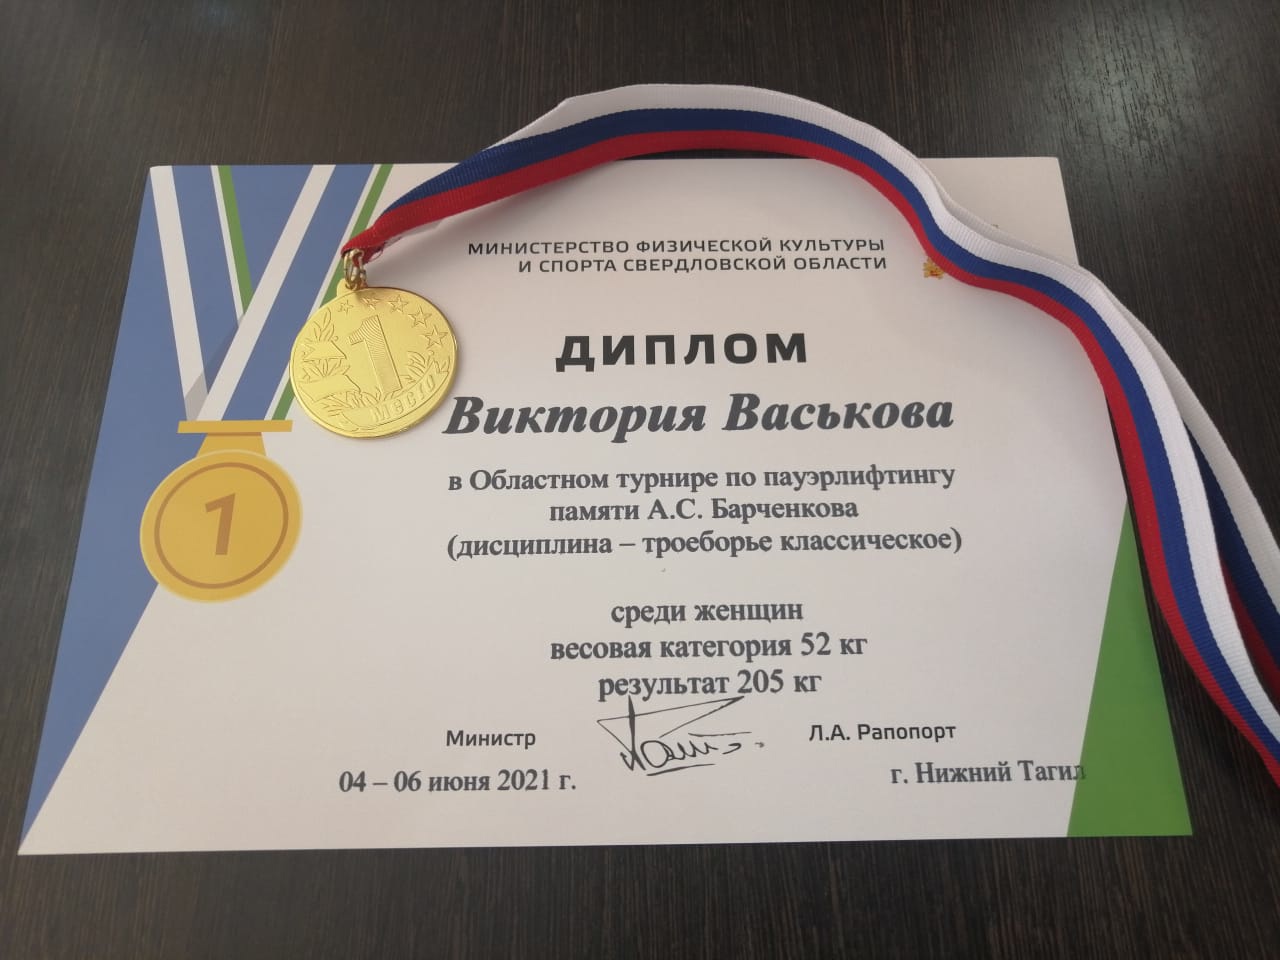 МИНИСТЕРСТВО ФИЗИЧЕСКОЙ КУЛЬТУРЫ
И СПОРТА СВЕРДЛОВСКОЙ ОБЛАСТИ
ДИПЛОМ
1
МЕСТО
Виктория Васькова
в Областном турнире по пауэрлифтингу
памяти А.С. Барченкова
(дисциплина – троеборье классическое)
1
среди женщин
весовая категория 52 кг
результат 205 кг
Министр
Л.А. Рапопорт
04 – 06 июня 2021 г.
г. Нижний Тагил